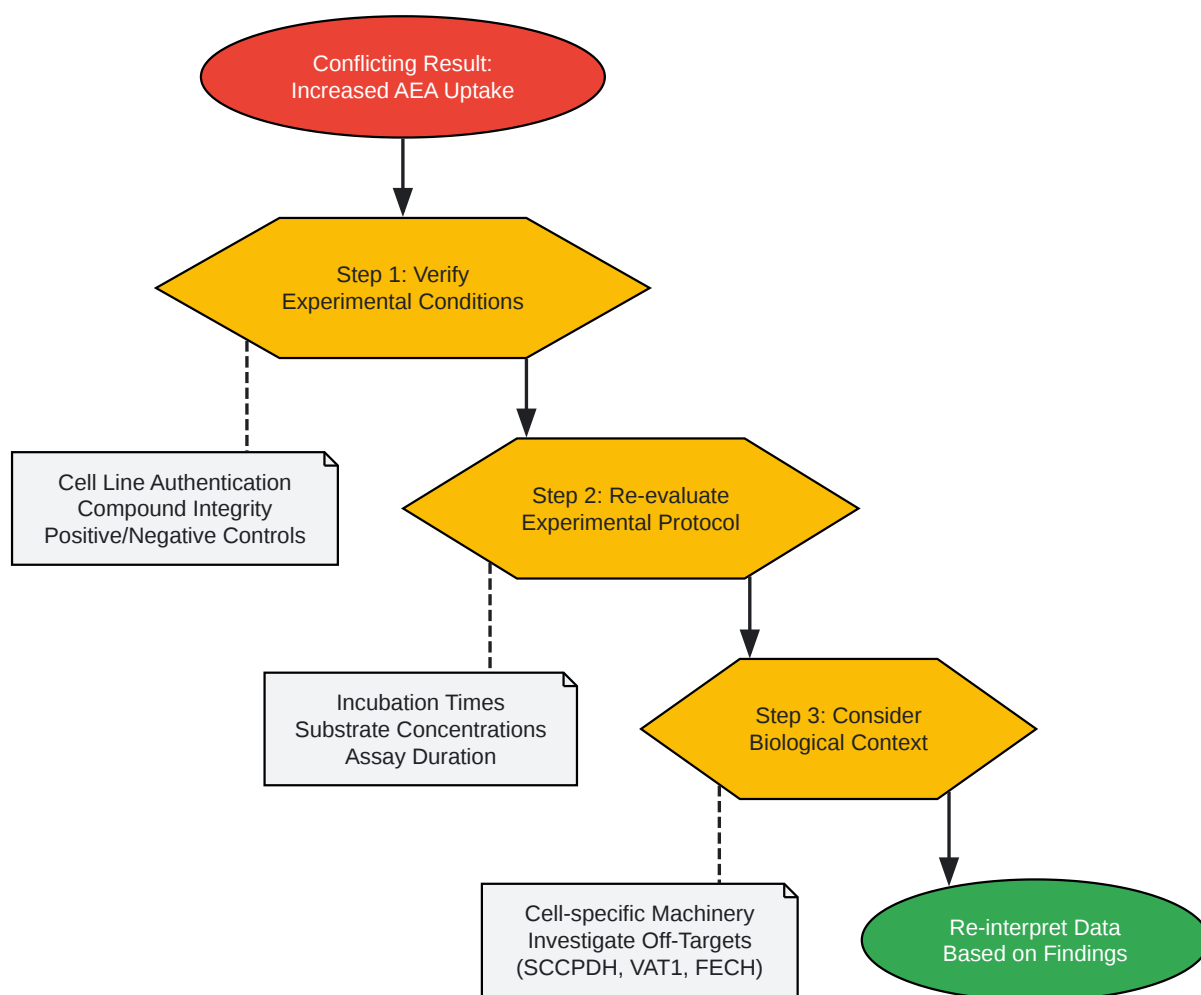 Conflicting Result:
Increased AEA Uptake
Step 1: Verify
Experimental Conditions
Cell Line Authentication
Compound Integrity
Positive/Negative Controls
Step 2: Re-evaluate
Experimental Protocol
Incubation Times
Substrate Concentrations
Assay Duration
Step 3: Consider
Biological Context
Cell-specific Machinery
Investigate Off-Targets
(SCCPDH, VAT1, FECH)
Re-interpret Data
Based on Findings